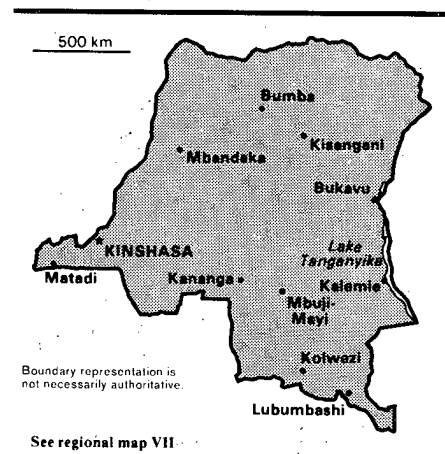 500 km
Bumba
Kisangani
Mbandaka
Bukavu
KINSHASA
Lake
Tanganyika
Matadi
Kananga
Kalemie
Mbuji-
Mayi
Kolwezi
Boundary representation is
not necessarily authoritative.
Lubumbashi
See regional map VII